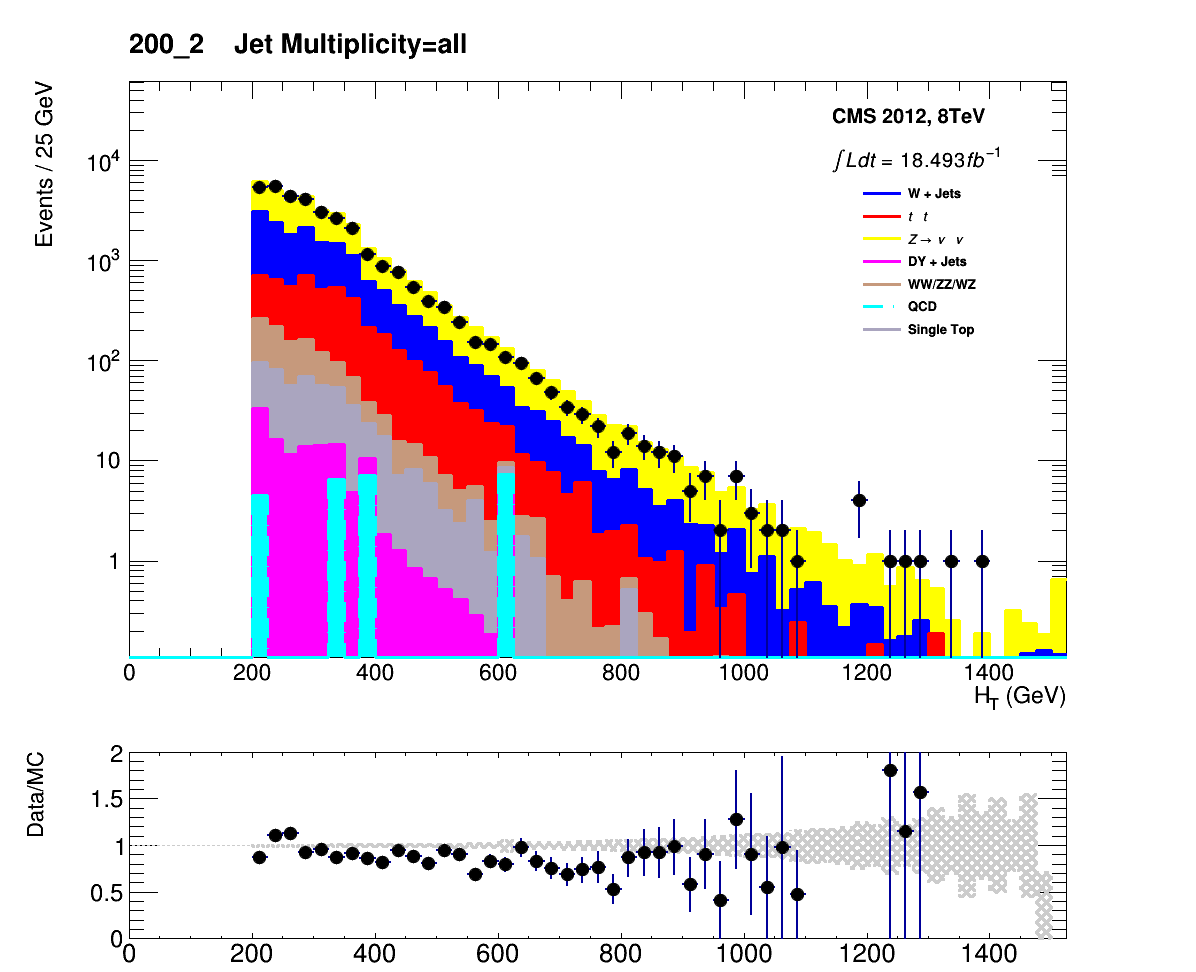 200_2 Jet Multiplicity=all
Events / 25 GeV
CMS 2012, 8TeV
∫Ldt = 18.493fb⁻¹
W + Jets
t t
Z→ ν ν
DY + Jets
WW/ZZ/WZ
QCD
Single Top
10⁴
10³
10²
10
1
0 200 400 600 800 1000 1200 1400
H_T (GeV)
Data/MC
2
1.5
1
0.5
0
0 200 400 600 800 1000 1200 1400